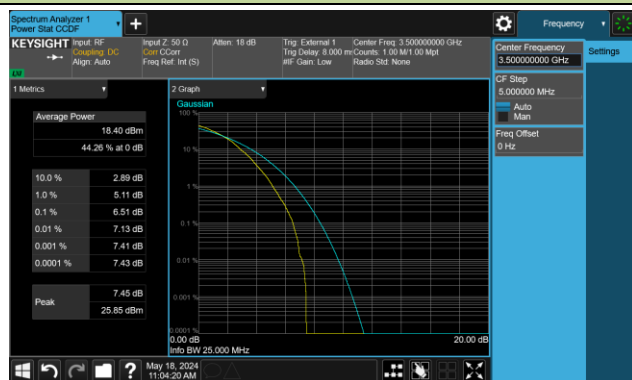 Spectrum Analyzer 1
Power Stat CCDF
Frequency
KEYSIGHT
Input: RF
Coupling: DC
Align: Auto
Input Z: 50 Ω
Corr CCorr
Freq Ref: Int (S)
Atten: 18 dB
Trig: External 1
Trig Delay: 8.000 m
#IF Gain: Low
Center Freq: 3.500000000 GHz
Counts: 1.00 M/1.00 Mpt
Radio Std: None
Center Frequency
3.500000000 GHz
Settings
CF Step
5.000000 MHz
Auto
Man
Freq Offset
0 Hz
1 Metrics
Average Power
18.40 dBm
44.26 % at 0 dB
10.0 % 2.89 dB
1.0 % 5.11 dB
0.1 % 6.51 dB
0.01 % 7.13 dB
0.001 % 7.41 dB
0.0001 % 7.43 dB
Peak
7.45 dB
25.85 dBm
2 Graph
Gaussian
100 %
10 %
1 %
0.1 %
0.01 %
0.001 %
0.0001 %
0.00 dB 20.00 dB
Info BW 25.000 MHz
May 18, 2024
11:04:20 AM